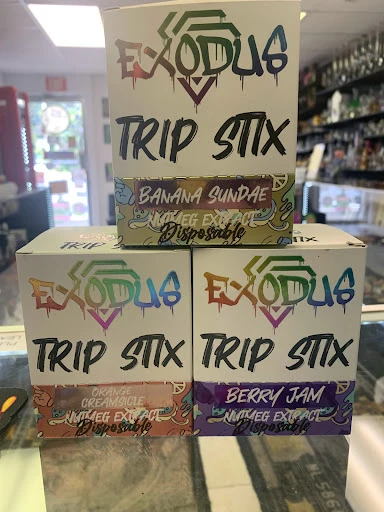 EXODUS
TRIP STIX
BANANA SUNDAE
NUTMEG EXTRACT
Disposable
TRIP
EXODUS
TRIP STIX
ORANGE
CREAMSICLE
NUTMEG EXTRACT
Disposable
EXODUS
TRIP STIX
BERRY JAM
NUTMEG EXTRACT
Disposable